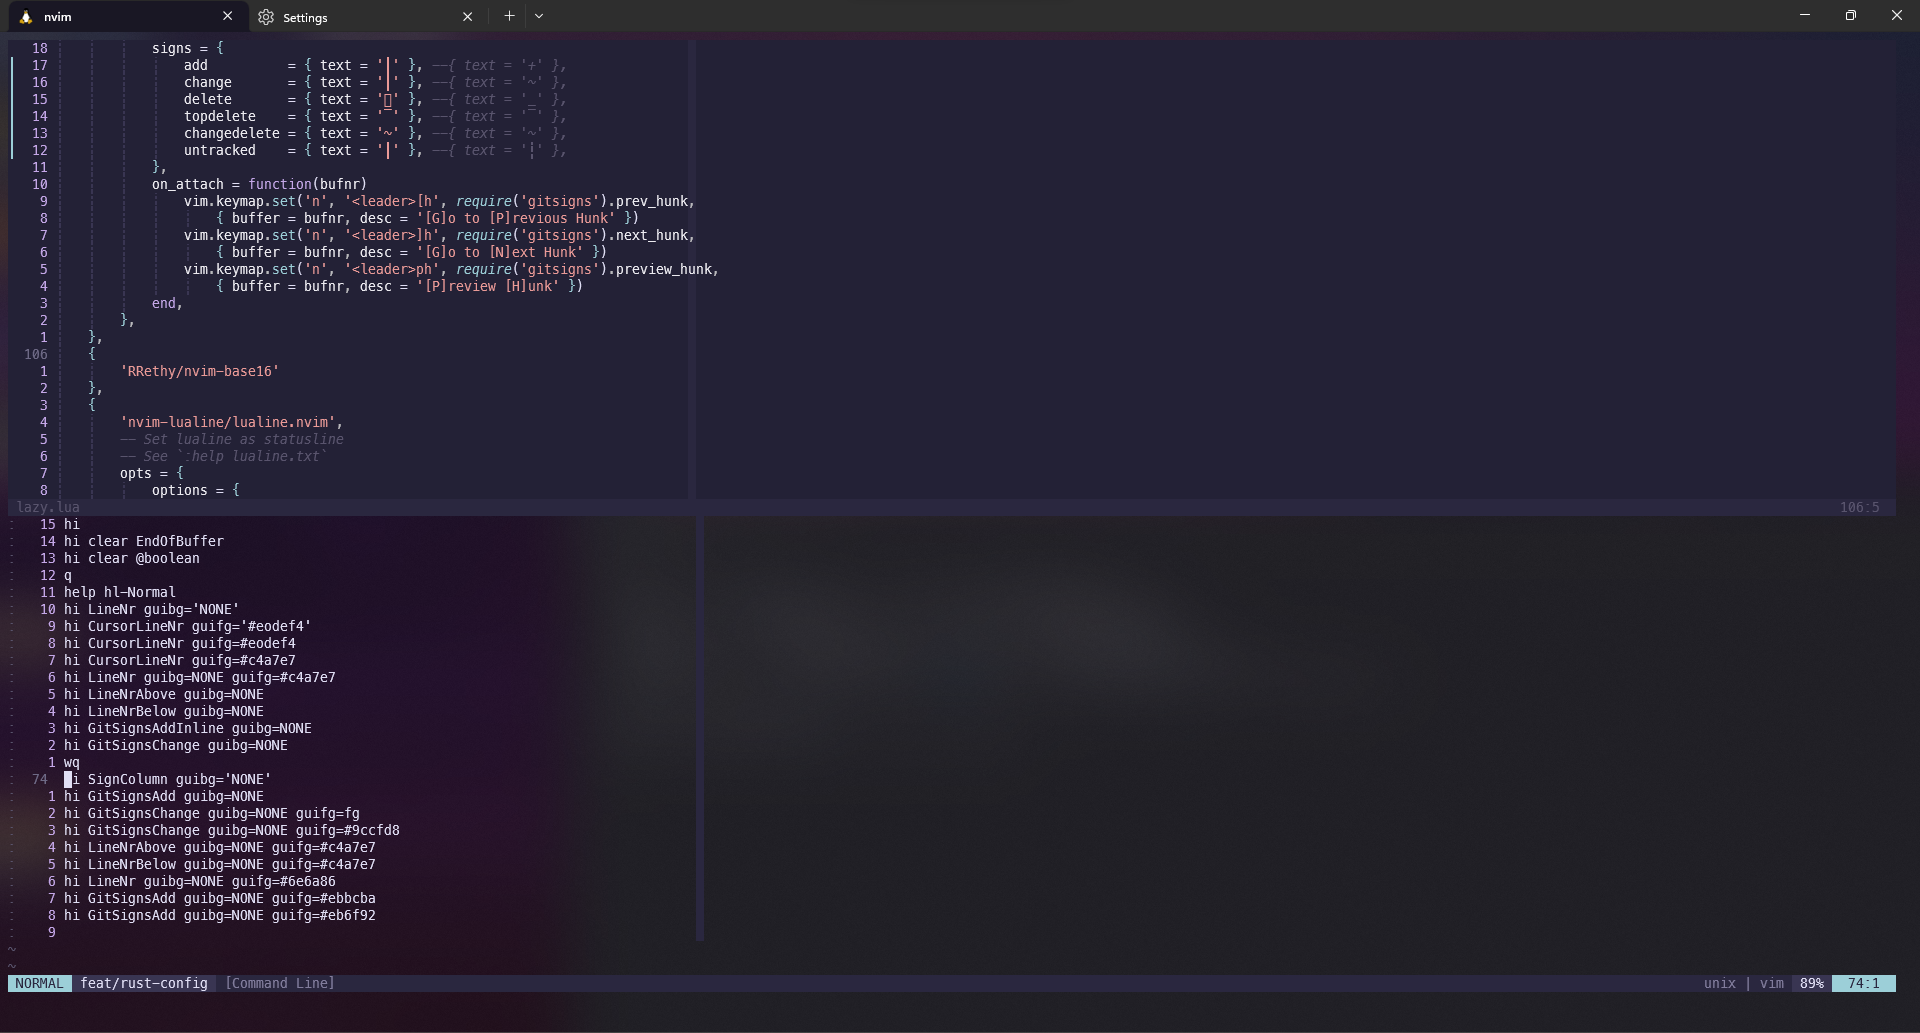 nvim
Settings
18 signs = {
17 add = { text = '▎' }, --{ text = '+' },
16 change = { text = '▎' }, --{ text = '~' },
15 delete = { text = '' }, --{ text = '_' },
14 topdelete = { text = '‾' }, --{ text = '‾' },
13 changedelete = { text = '~' }, --{ text = '~' },
12 untracked = { text = '▎' }, --{ text = '┆' },
11 },
10 on_attach = function(bufnr)
9 vim.keymap.set('n', '<leader>[h', require('gitsigns').prev_hunk,
8 { buffer = bufnr, desc = '[G]o to [P]revious Hunk' })
7 vim.keymap.set('n', '<leader>]h', require('gitsigns').next_hunk,
6 { buffer = bufnr, desc = '[G]o to [N]ext Hunk' })
5 vim.keymap.set('n', '<leader>ph', require('gitsigns').preview_hunk,
4 { buffer = bufnr, desc = '[P]review [H]unk' })
3 end,
2 },
1 },
106 {
1 'RRethy/nvim-base16'
2 },
3 {
4 'nvim-lualine/lualine.nvim',
5 -- Set lualine as statusline
6 -- See `:help lualine.txt`
7 opts = {
8 options = {
lazy.lua 106:5
: 15 hi
: 14 hi clear EndOfBuffer
: 13 hi clear @boolean
: 12 q
: 11 help hl-Normal
: 10 hi LineNr guibg='NONE'
: 9 hi CursorLineNr guifg='#eodef4'
: 8 hi CursorLineNr guifg=#eodef4
: 7 hi CursorLineNr guifg=#c4a7e7
: 6 hi LineNr guibg=NONE guifg=#c4a7e7
: 5 hi LineNrAbove guibg=NONE
: 4 hi LineNrBelow guibg=NONE
: 3 hi GitSignsAddInline guibg=NONE
: 2 hi GitSignsChange guibg=NONE
: 1 wq
: 74 hi SignColumn guibg='NONE'
: 1 hi GitSignsAdd guibg=NONE
: 2 hi GitSignsChange guibg=NONE guifg=fg
: 3 hi GitSignsChange guibg=NONE guifg=#9ccfd8
: 4 hi LineNrAbove guibg=NONE guifg=#c4a7e7
: 5 hi LineNrBelow guibg=NONE guifg=#c4a7e7
: 6 hi LineNr guibg=NONE guifg=#6e6a86
: 7 hi GitSignsAdd guibg=NONE guifg=#ebbcba
: 8 hi GitSignsAdd guibg=NONE guifg=#eb6f92
: 9
~
~
NORMAL feat/rust-config [Command Line] unix | vim 89% 74:1